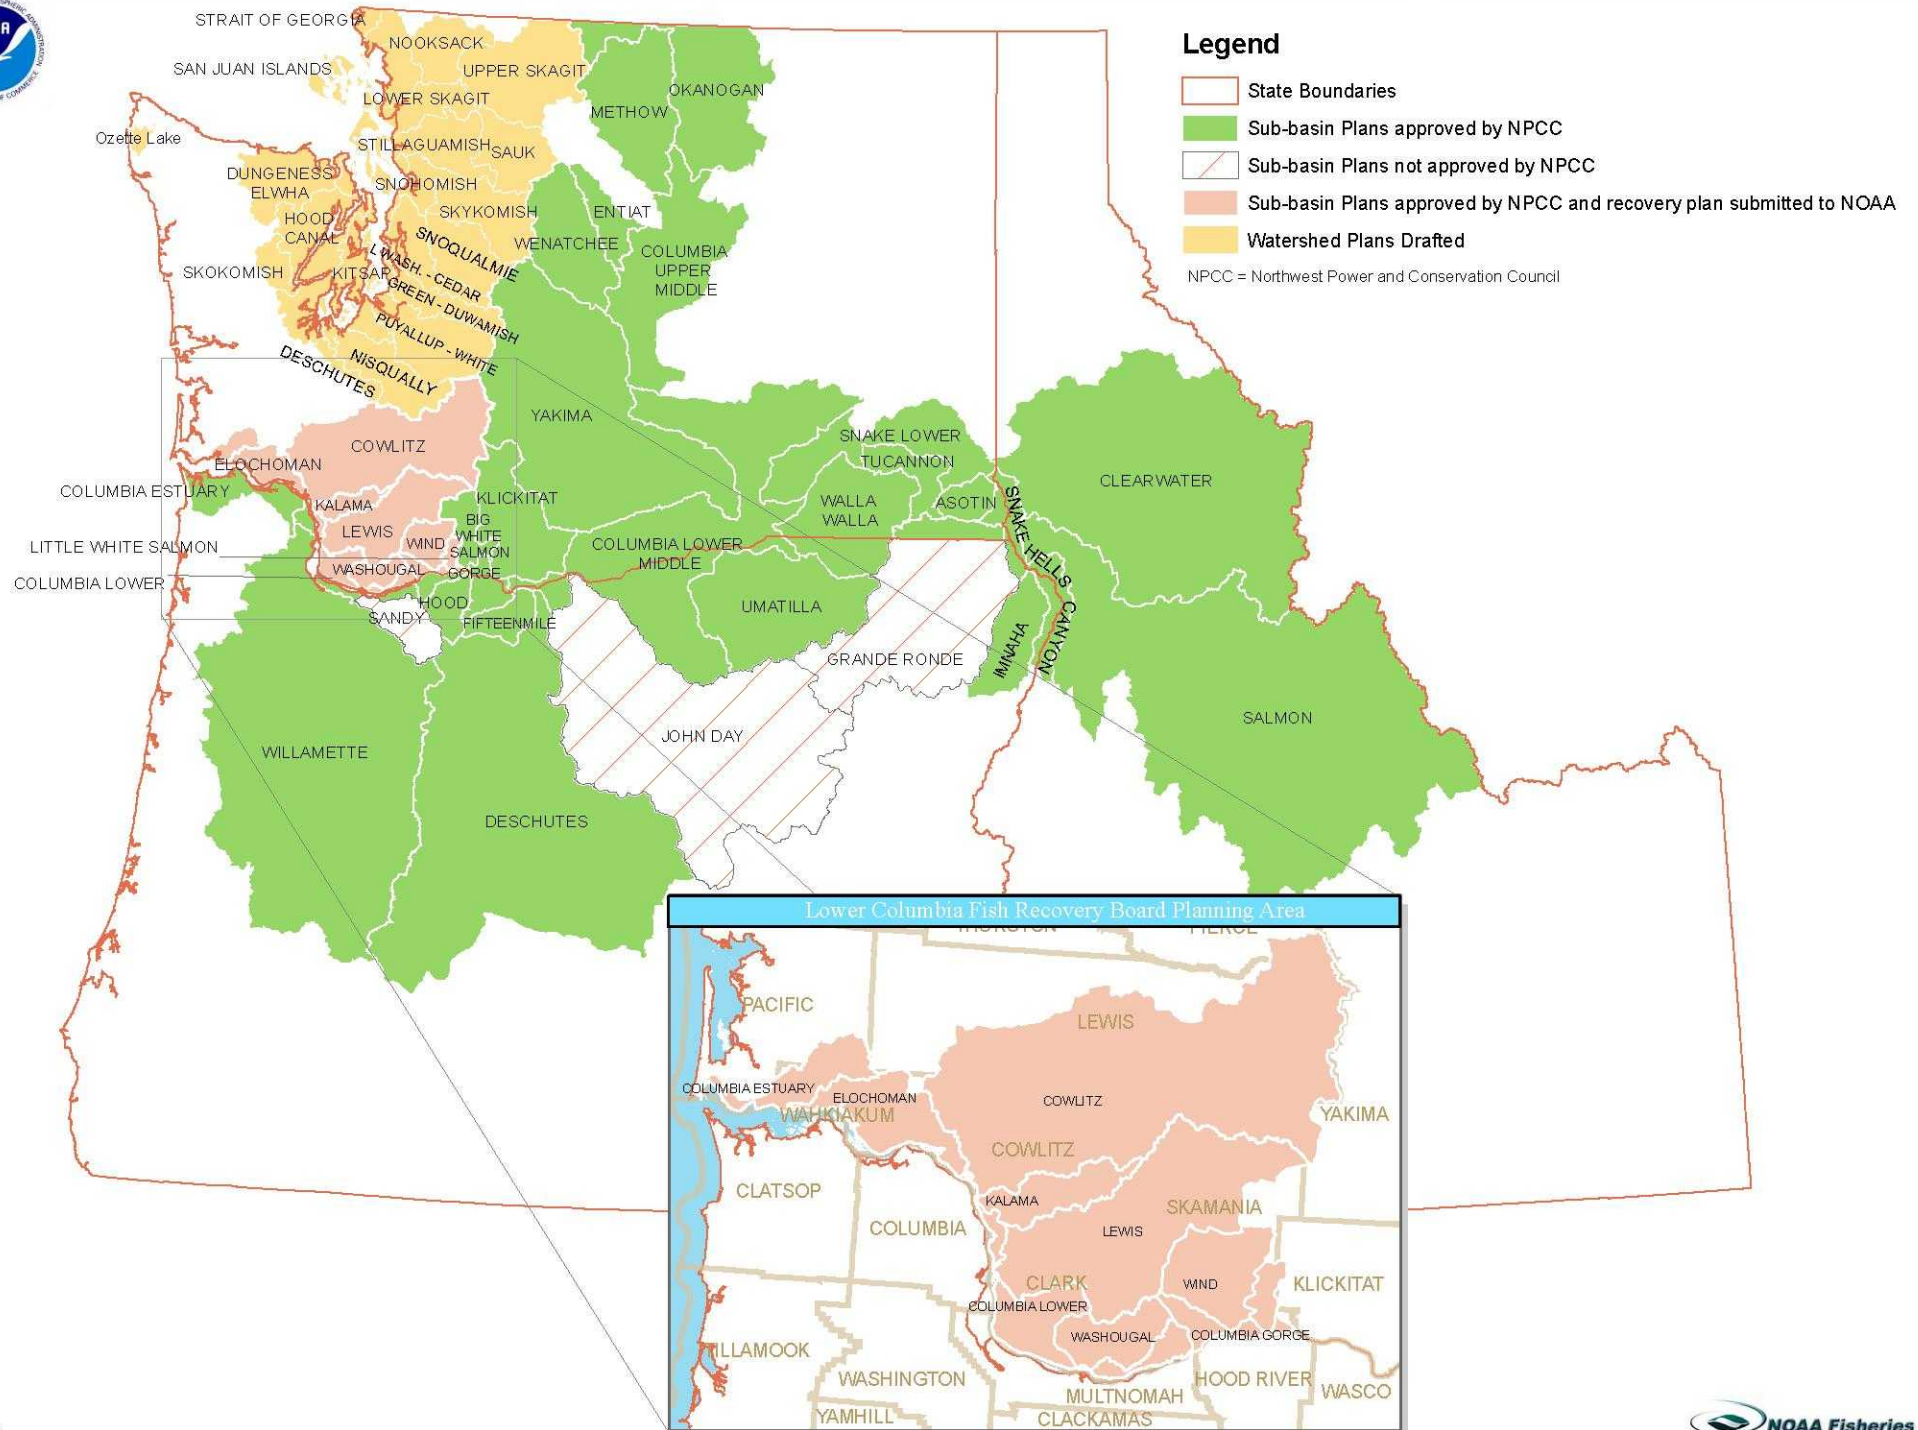 Legend
State Boundaries
Sub-basin Plans approved by NPCC
Sub-basin Plans not approved by NPCC
Sub-basin Plans approved by NPCC and recovery plan submitted to NOAA
Watershed Plans Drafted
NPCC = Northwest Power and Conservation Council
STRAIT OF GEORGIA
NOOKSACK
SAN JUAN ISLANDS
UPPER SKAGIT
LOWER SKAGIT
OKANOGAN
METHOW
Ozette Lake
STILLAGUAMISH
SAUK
DUNGENESS
ELWHA
SNOHOMISH
HOOD
CANAL
SKYKOMISH
ENTIAT
SNOQUALMIE
WENATCHEE
COLUMBIA
UPPER
MIDDLE
SKOKOMISH
KITSAP
L WASH. - CEDAR
GREEN - DUWAMISH
PUYALLUP - WHITE
NISQUALLY
DESCHUTES
YAKIMA
COWLITZ
SNAKE LOWER
TUCANNON
ELOCHOMAN
COLUMBIA ESTUARY
KALAMA
KLICKITAT
WALLA
WALLA
ASOTIN
CLEARWATER
SNAKE HELLS CANYON
LEWIS
WIND
BIG
WHITE
SALMON
LITTLE WHITE SALMON
COLUMBIA LOWER
MIDDLE
WASHOUGAL
GORGE
COLUMBIA LOWER
HOOD
SANDY
FIFTEENMILE
UMATILLA
GRANDE RONDE
IMNAHA
JOHN DAY
SALMON
WILLAMETTE
DESCHUTES
Lower Columbia Fish Recovery Board Planning Area
THURSTON
PIERCE
PACIFIC
LEWIS
COLUMBIA ESTUARY
ELOCHOMAN
COWLITZ
WAHKIAKUM
YAKIMA
COWLITZ
CLATSOP
KALAMA
SKAMANIA
COLUMBIA
LEWIS
CLARK
WIND
KLICKITAT
COLUMBIA LOWER
WASHOUGAL
COLUMBIA GORGE
TILLAMOOK
WASHINGTON
HOOD RIVER
WASCO
MULTNOMAH
YAMHILL
CLACKAMAS
NOAA Fisheries